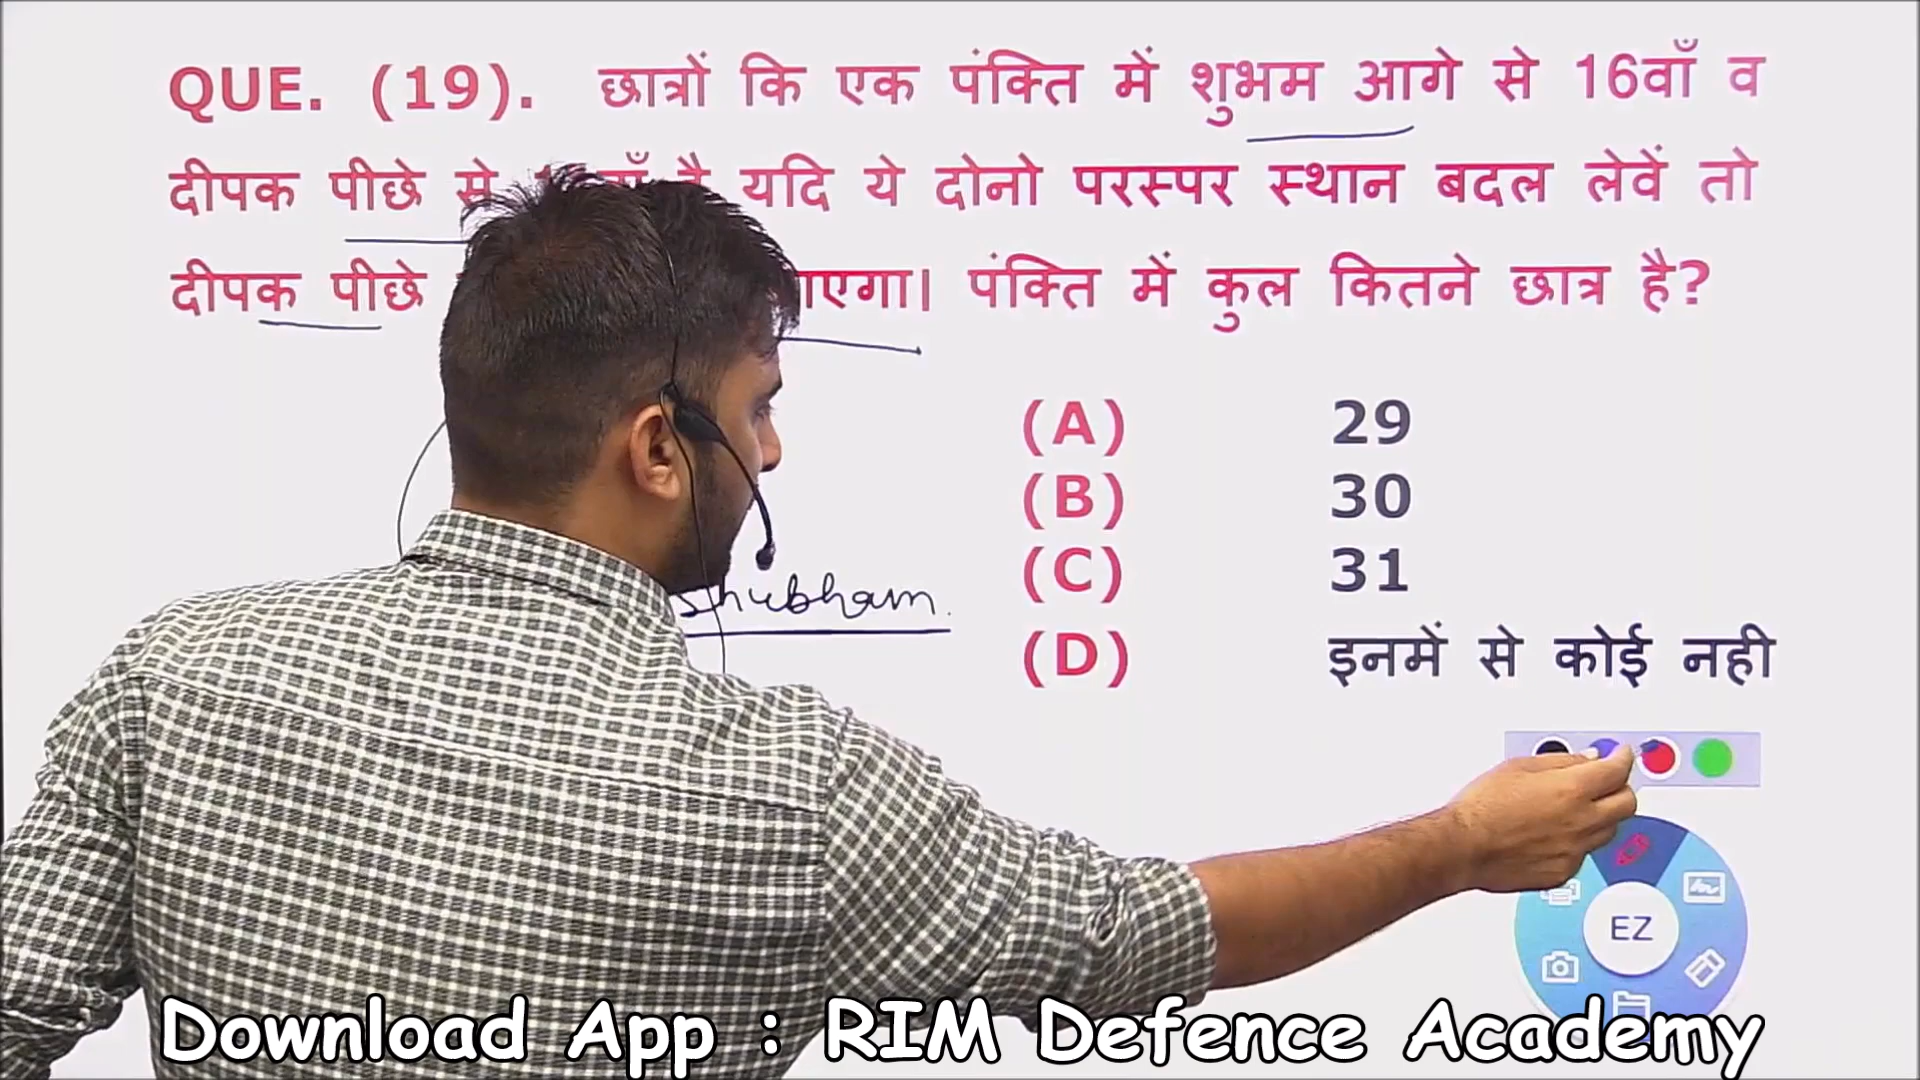 QUE. (19). छात्रों कि एक पंक्ति में शुभम आगे से 16वाँ व
दीपक पीछे से है यदि ये दोनो परस्पर स्थान बदल लेवें तो
दीपक पीछे पंक्ति में कुल कितने छात्र है?
(A) 29
(B) 30
(C) 31
(D) इनमें से कोई नही
Shubham.
EZ
Download App : RIM Defence Academy